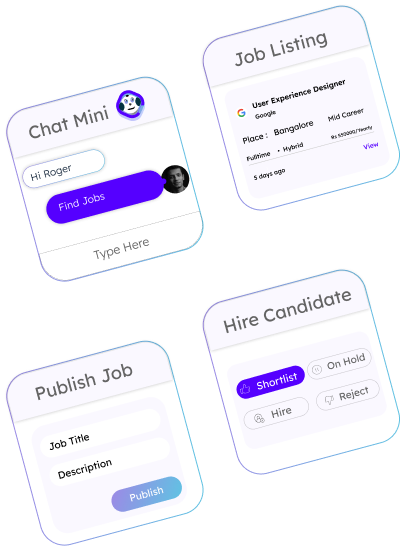 Chat Mini
Hi Roger
Find Jobs
Type Here
Job Listing
User Experience Designer
Google
Place : Bangalore Mid Career
Fulltime • Hybrid Rs 550000/Yearly
View
5 days ago
Publish Job
Job Title
Description
Publish
Hire Candidate
Shortlist On Hold
Hire Reject